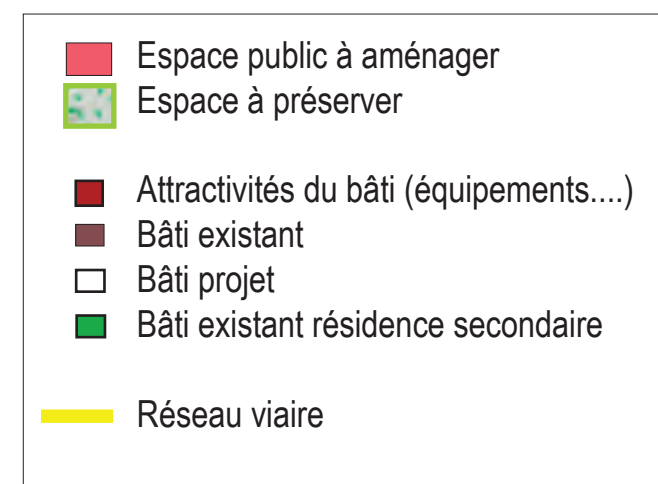 Espace public à aménager
Espace à préserver
Attractivités du bâti (équipements....)
Bâti existant
Bâti projet
Bâti existant résidence secondaire
Réseau viaire